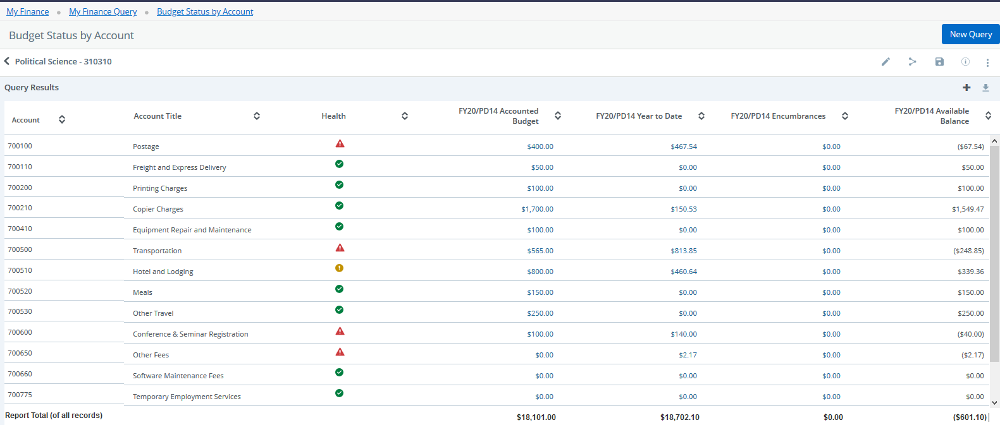 My Finance • My Finance Query • Budget Status by Account
Budget Status by Account
New Query
Political Science - 310310
Query Results
Account Account Title Health FY20/PD14 Accounted Budget FY20/PD14 Year to Date FY20/PD14 Encumbrances FY20/PD14 Available Balance
700100 Postage $400.00 $467.54 $0.00 ($67.54)
700110 Freight and Express Delivery $50.00 $0.00 $0.00 $50.00
700200 Printing Charges $100.00 $0.00 $0.00 $100.00
700210 Copier Charges $1,700.00 $150.53 $0.00 $1,549.47
700410 Equipment Repair and Maintenance $100.00 $0.00 $0.00 $100.00
700500 Transportation $565.00 $813.85 $0.00 ($248.85)
700510 Hotel and Lodging $800.00 $460.64 $0.00 $339.36
700520 Meals $150.00 $0.00 $0.00 $150.00
700530 Other Travel $250.00 $0.00 $0.00 $250.00
700600 Conference & Seminar Registration $100.00 $140.00 $0.00 ($40.00)
700650 Other Fees $0.00 $2.17 $0.00 ($2.17)
700660 Software Maintenance Fees $0.00 $0.00 $0.00 $0.00
700775 Temporary Employment Services $0.00 $0.00 $0.00 $0.00
Report Total (of all records) $18,101.00 $18,702.10 $0.00 ($601.10)